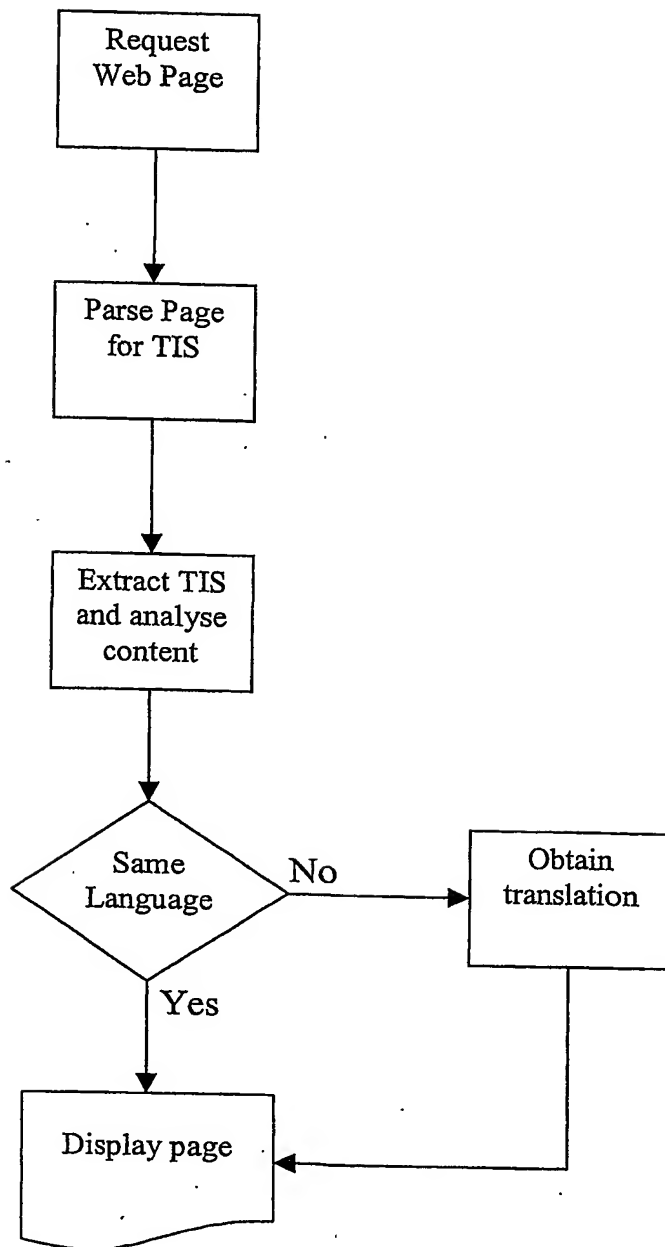 Request
Web Page
Parse Page
for TIS
Extract TIS
and analyse
content
Same
Language
No
Obtain
translation
Yes
Display page